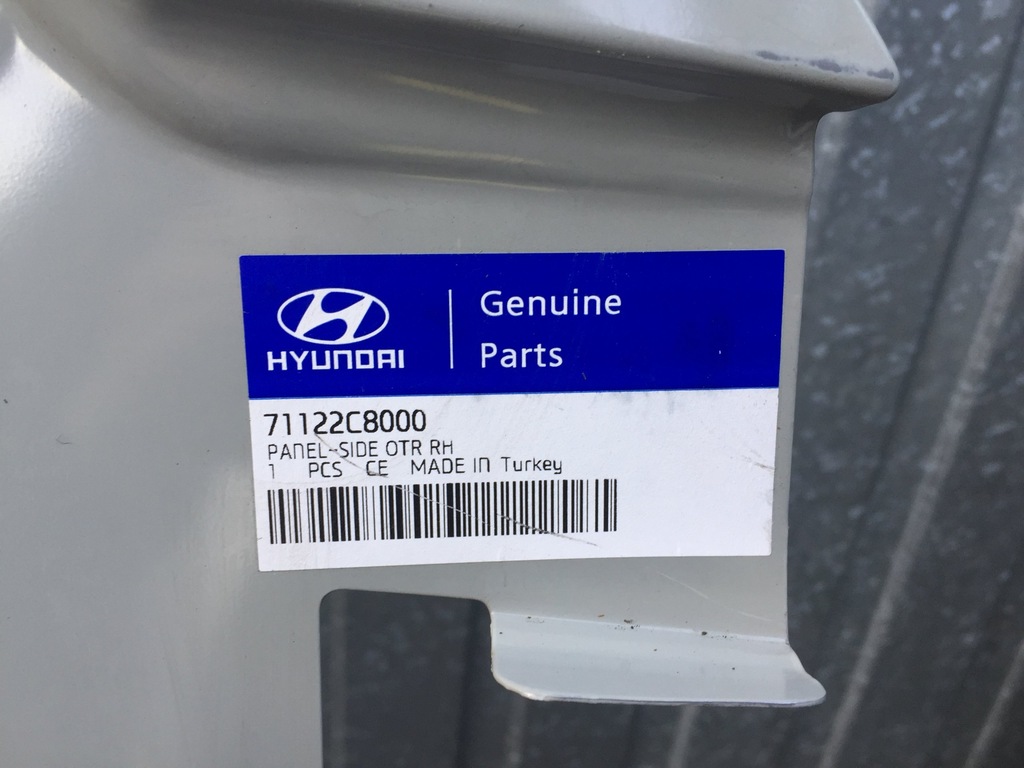 HYUNDAI
Genuine
Parts
71122C8000
PANEL-SIDE OTR RH
1 PCS CE MADE IN Turkey